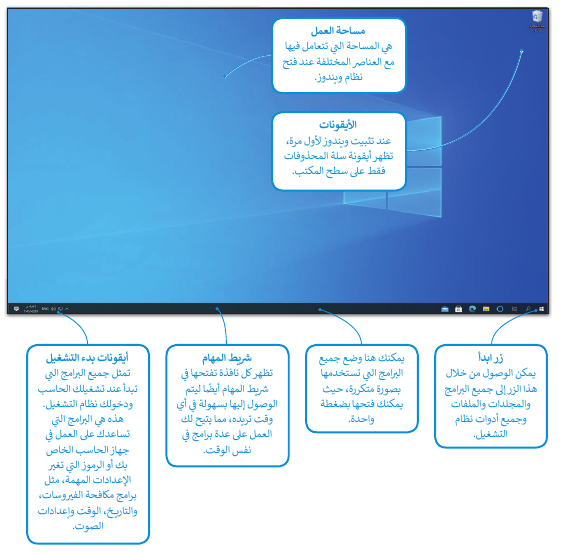 مساحة العمل
هي المساحة التي تتعامل فيها
مع العناصر المختلفة عند فتح
نظام ويندوز.
الأيقونات
عند تثبيت ويندوز لأول مرة،
تظهر أيقونة سلة المحذوفات
فقط على سطح المكتب.
زر ابدأ
يمكن الوصول من خلال
هذا الزر إلى جميع البرامج
والمجلدات والملفات
وجميع أدوات نظام
التشغيل.
يمكنك هنا وضع جميع
البرامج التي تستخدمها
بصورة متكررة، حيث
يمكنك فتحها بضغطة
واحدة.
شريط المهام
تظهر كل نافذة تفتحها في
شريط المهام أيضًا ليتم
الوصول إليها بسهولة في أي
وقت تريده، مما يتيح لك
العمل على عدة برامج في
نفس الوقت.
أيقونات بدء التشغيل
تمثل جميع البرامج التي
تبدأ عند تشغيلك الحاسب
ودخولك نظام التشغيل.
هذه هي البرامج التي
تساعدك على العمل في
جهاز الحاسب الخاص
بك أو الرموز التي تغير
الإعدادات المهمة، مثل
برامج مكافحة الفيروسات،
والتاريخ، الوقت وإعدادات
الصوت.